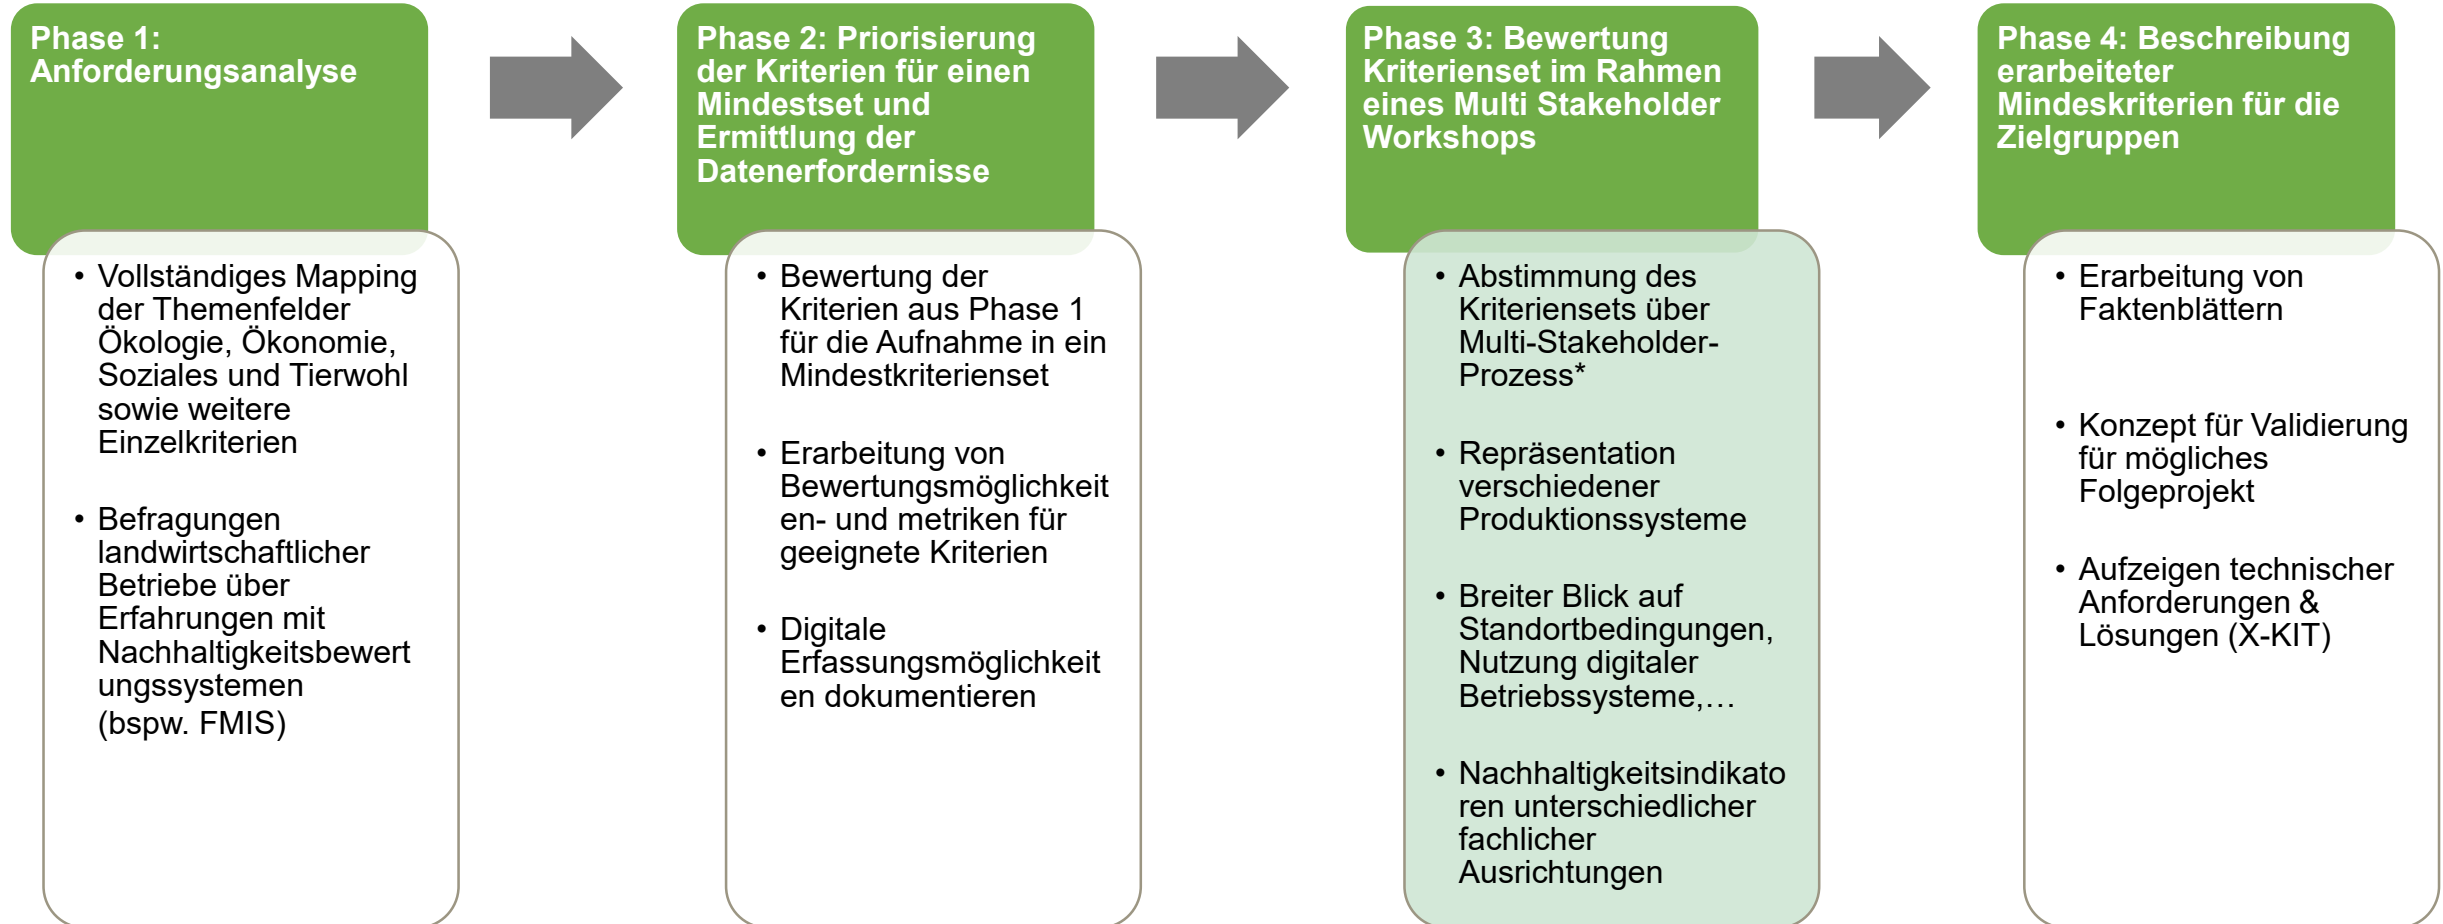 Phase 1:
Anforderungsanalyse
• Vollständiges Mapping
der Themenfelder
Ökologie, Ökonomie,
Soziales und Tierwohl
sowie weitere
Einzelkriterien
• Befragungen
landwirtschaftlicher
Betriebe über
Erfahrungen mit
Nachhaltigkeitsbewert
ungssystemen
(bspw. FMIS)
Phase 2: Priorisierung
der Kriterien für einen
Mindestset und
Ermittlung der
Datenerfordernisse
• Bewertung der
Kriterien aus Phase 1
für die Aufnahme in ein
Mindestkriterienset
• Erarbeitung von
Bewertungsmöglichkeit
en- und metriken für
geeignete Kriterien
• Digitale
Erfassungsmöglichkeit
en dokumentieren
Phase 3: Bewertung
Kriterienset im Rahmen
eines Multi Stakeholder
Workshops
• Abstimmung des
Kriteriensets über
Multi-Stakeholder-
Prozess*
• Repräsentation
verschiedener
Produktionssysteme
• Breiter Blick auf
Standortbedingungen,
Nutzung digitaler
Betriebssysteme,…
• Nachhaltigkeitsindikato
ren unterschiedlicher
fachlicher
Ausrichtungen
Phase 4: Beschreibung
erarbeiteter
Mindeskriterien für die
Zielgruppen
• Erarbeitung von
Faktenblättern
• Konzept für Validierung
für mögliches
Folgeprojekt
• Aufzeigen technischer
Anforderungen &
Lösungen (X-KIT)